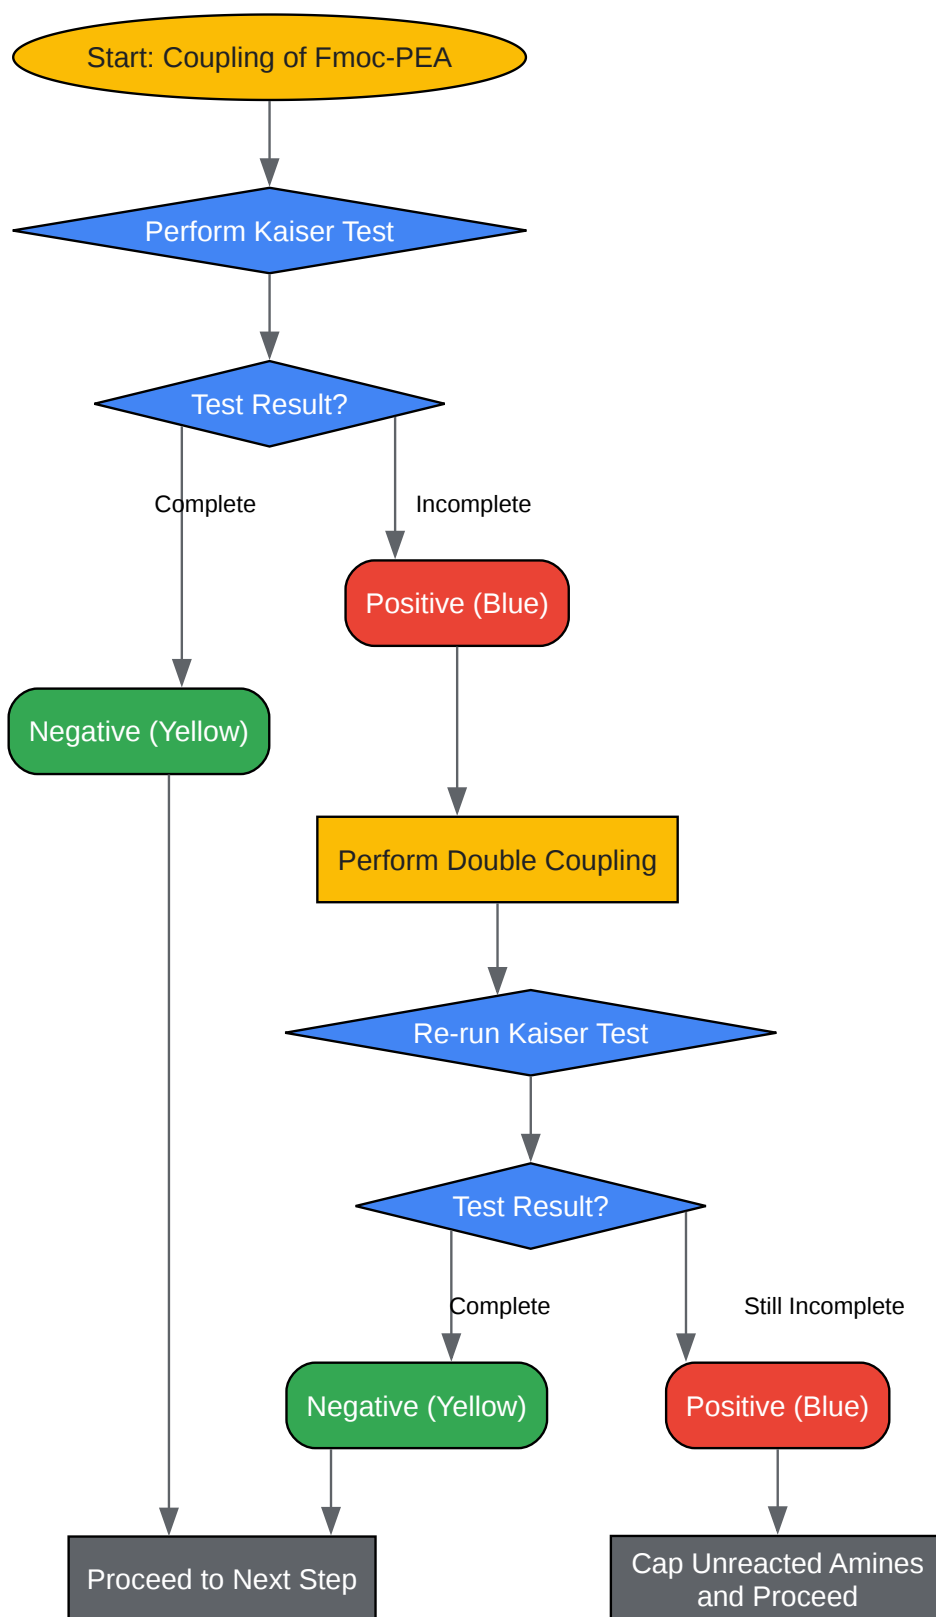 Start: Coupling of Fmoc-PEA
Perform Kaiser Test
Test Result?
Complete
Incomplete
Positive (Blue)
Negative (Yellow)
Perform Double Coupling
Re-run Kaiser Test
Test Result?
Complete
Still Incomplete
Negative (Yellow)
Positive (Blue)
Proceed to Next Step
Cap Unreacted Amines
and Proceed